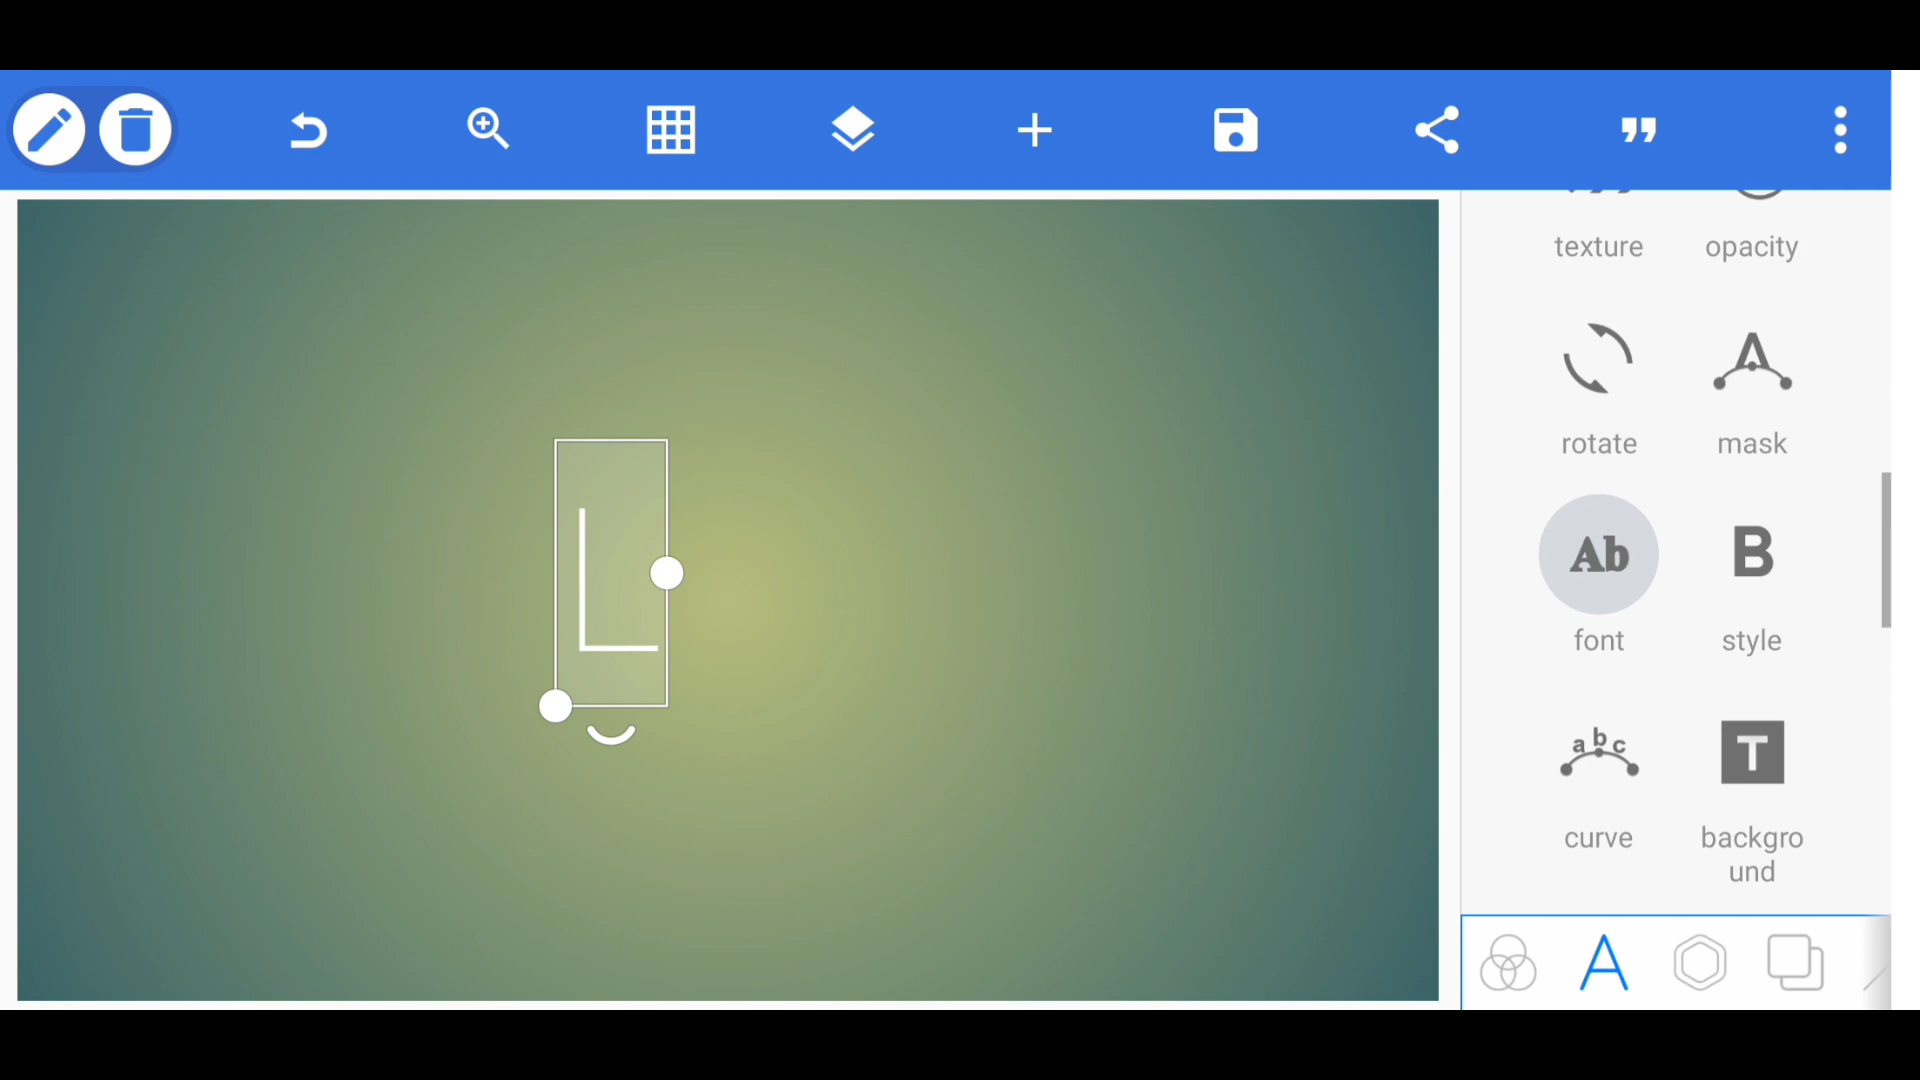 texture opacity
rotate mask
L
Ab B
font style
abc T
curve backgro
und
A